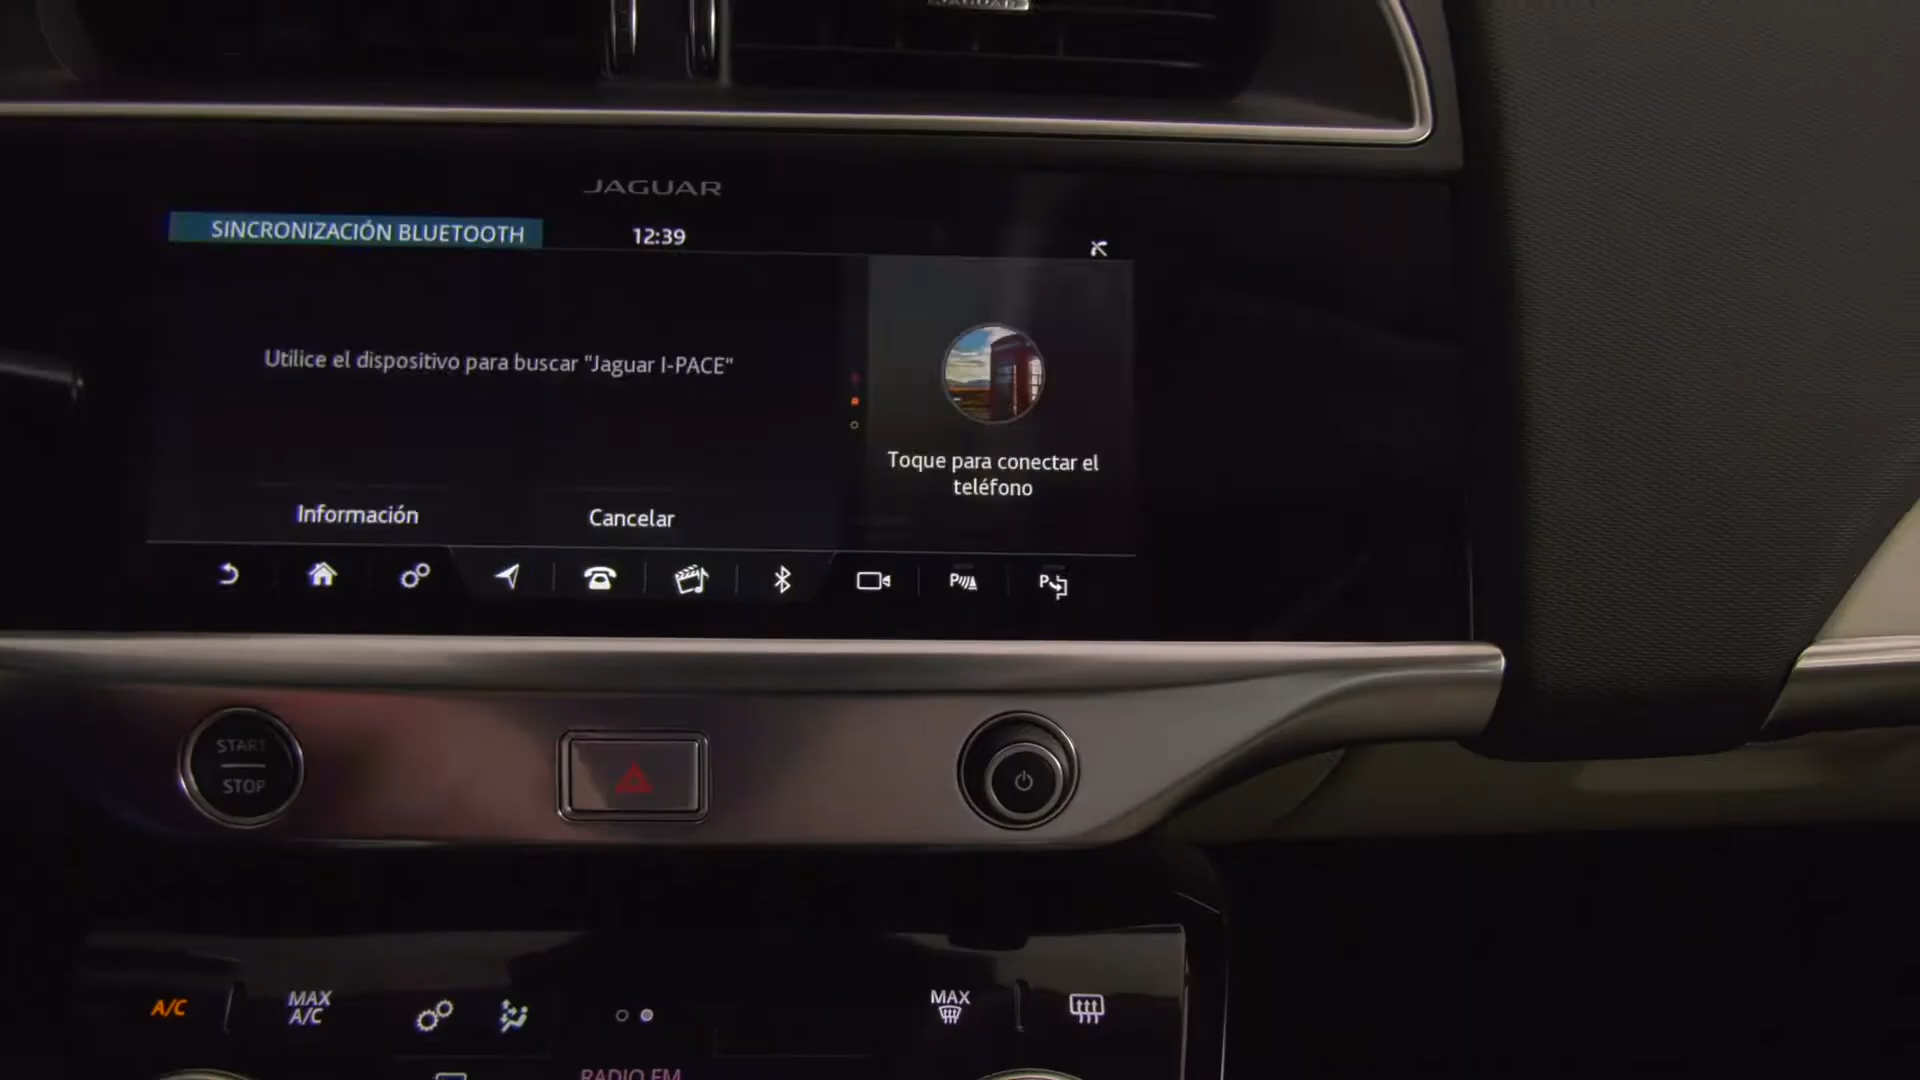 JAGUAR
JAGUAR
SINCRONIZACIÓN BLUETOOTH
12:39
Utilice el dispositivo para buscar "Jaguar I-PACE"
Toque para conectar el
teléfono
Información
Cancelar
START
STOP
A/C
MAX
A/C
MAX
RADIO FM